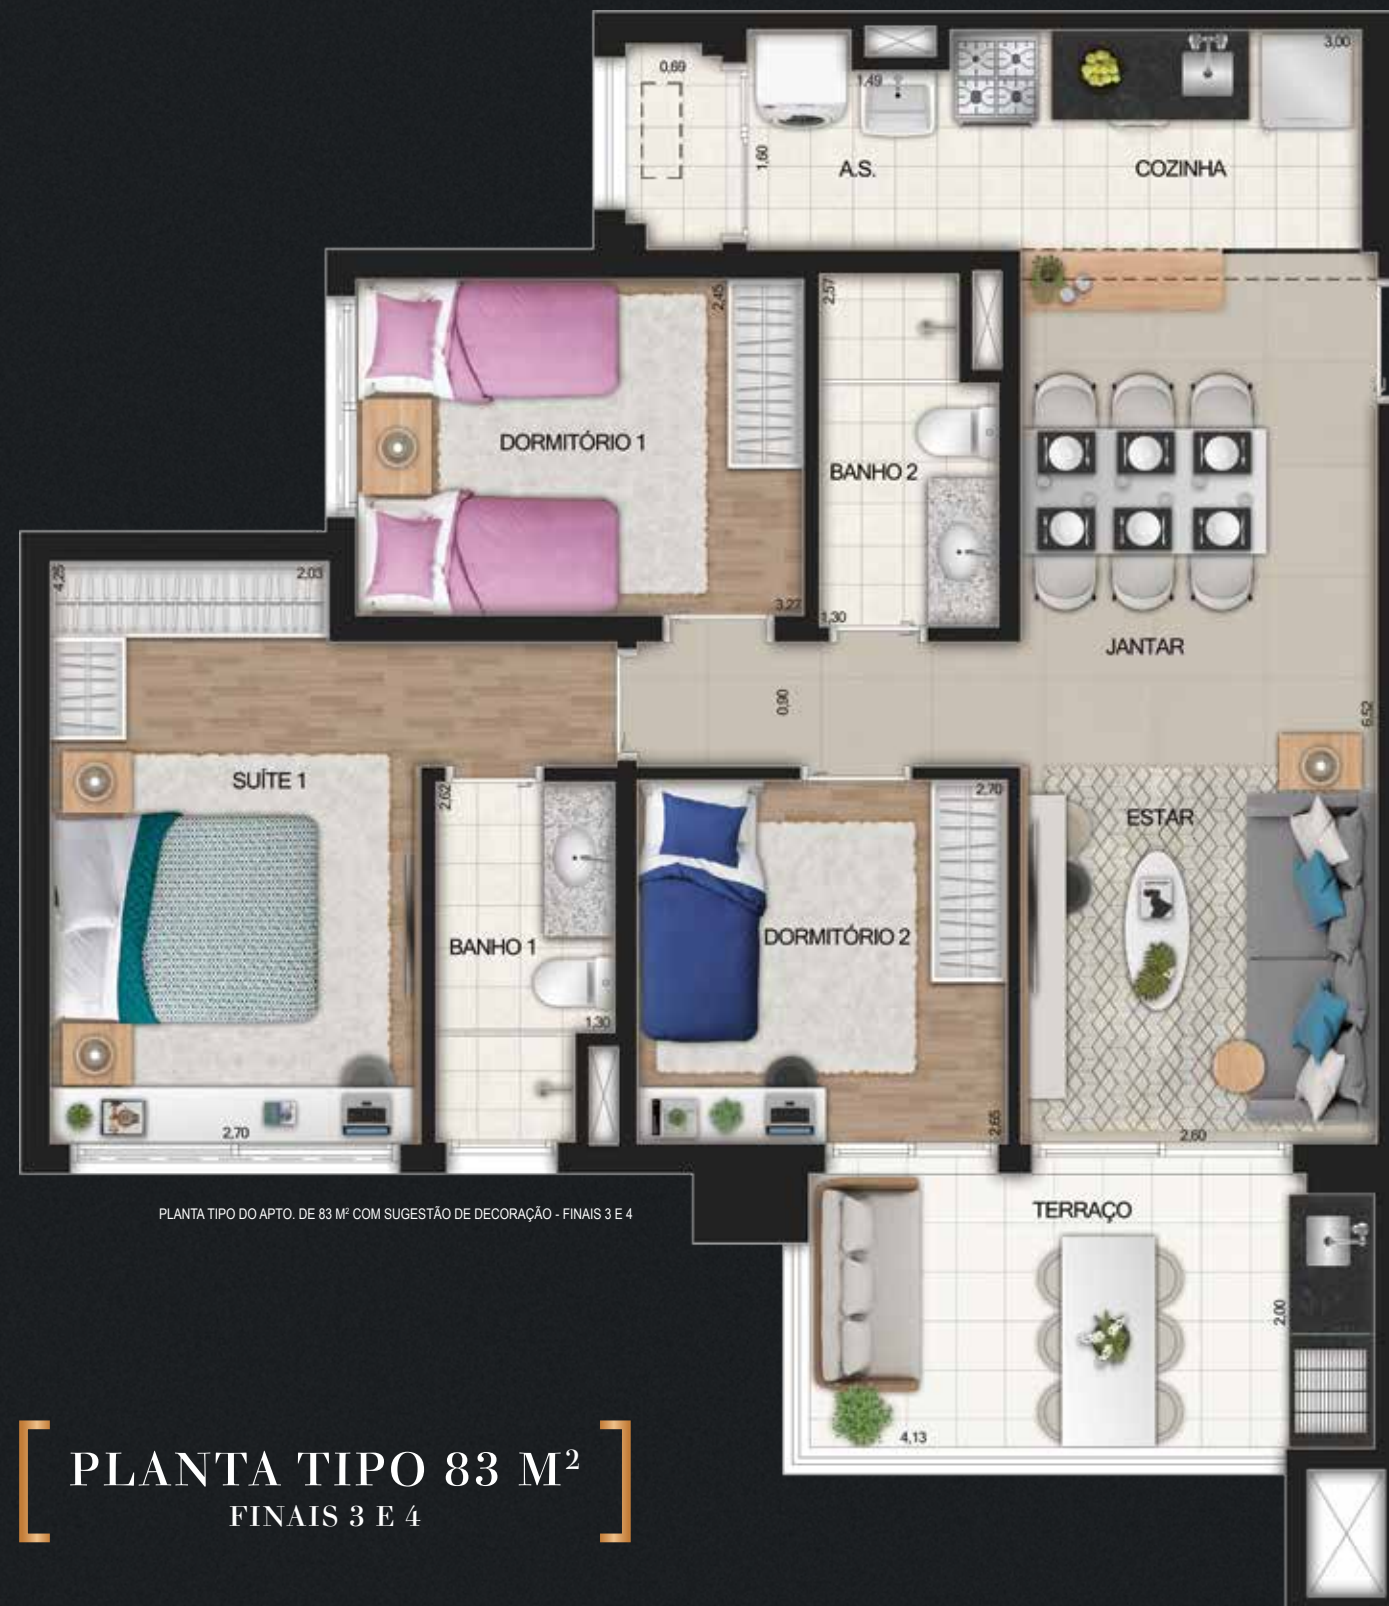 0,69
3,00
1,49
1,60
A.S.
COZINHA
2,45
2,57
DORMITÓRIO 1
BANHO 2
4,25
2,03
3,27
1,30
JANTAR
0,90
6,52
SUÍTE 1
2,62
2,70
ESTAR
BANHO 1
DORMITÓRIO 2
1,30
2,70
2,65
2,60
PLANTA TIPO DO APTO. DE 83 M² COM SUGESTÃO DE DECORAÇÃO - FINAIS 3 E 4
TERRAÇO
2,00
4,13
PLANTA TIPO 83 M²
FINAIS 3 E 4